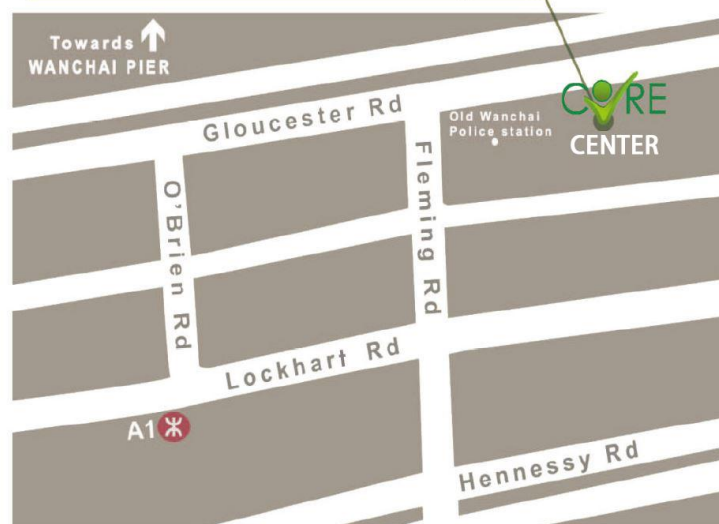 Towards
WANCHAI PIER
CORE
CENTER
Gloucester Rd
Old Wanchai
Police station
O'Brien Rd
Fleming Rd
Lockhart Rd
A1
Hennessy Rd